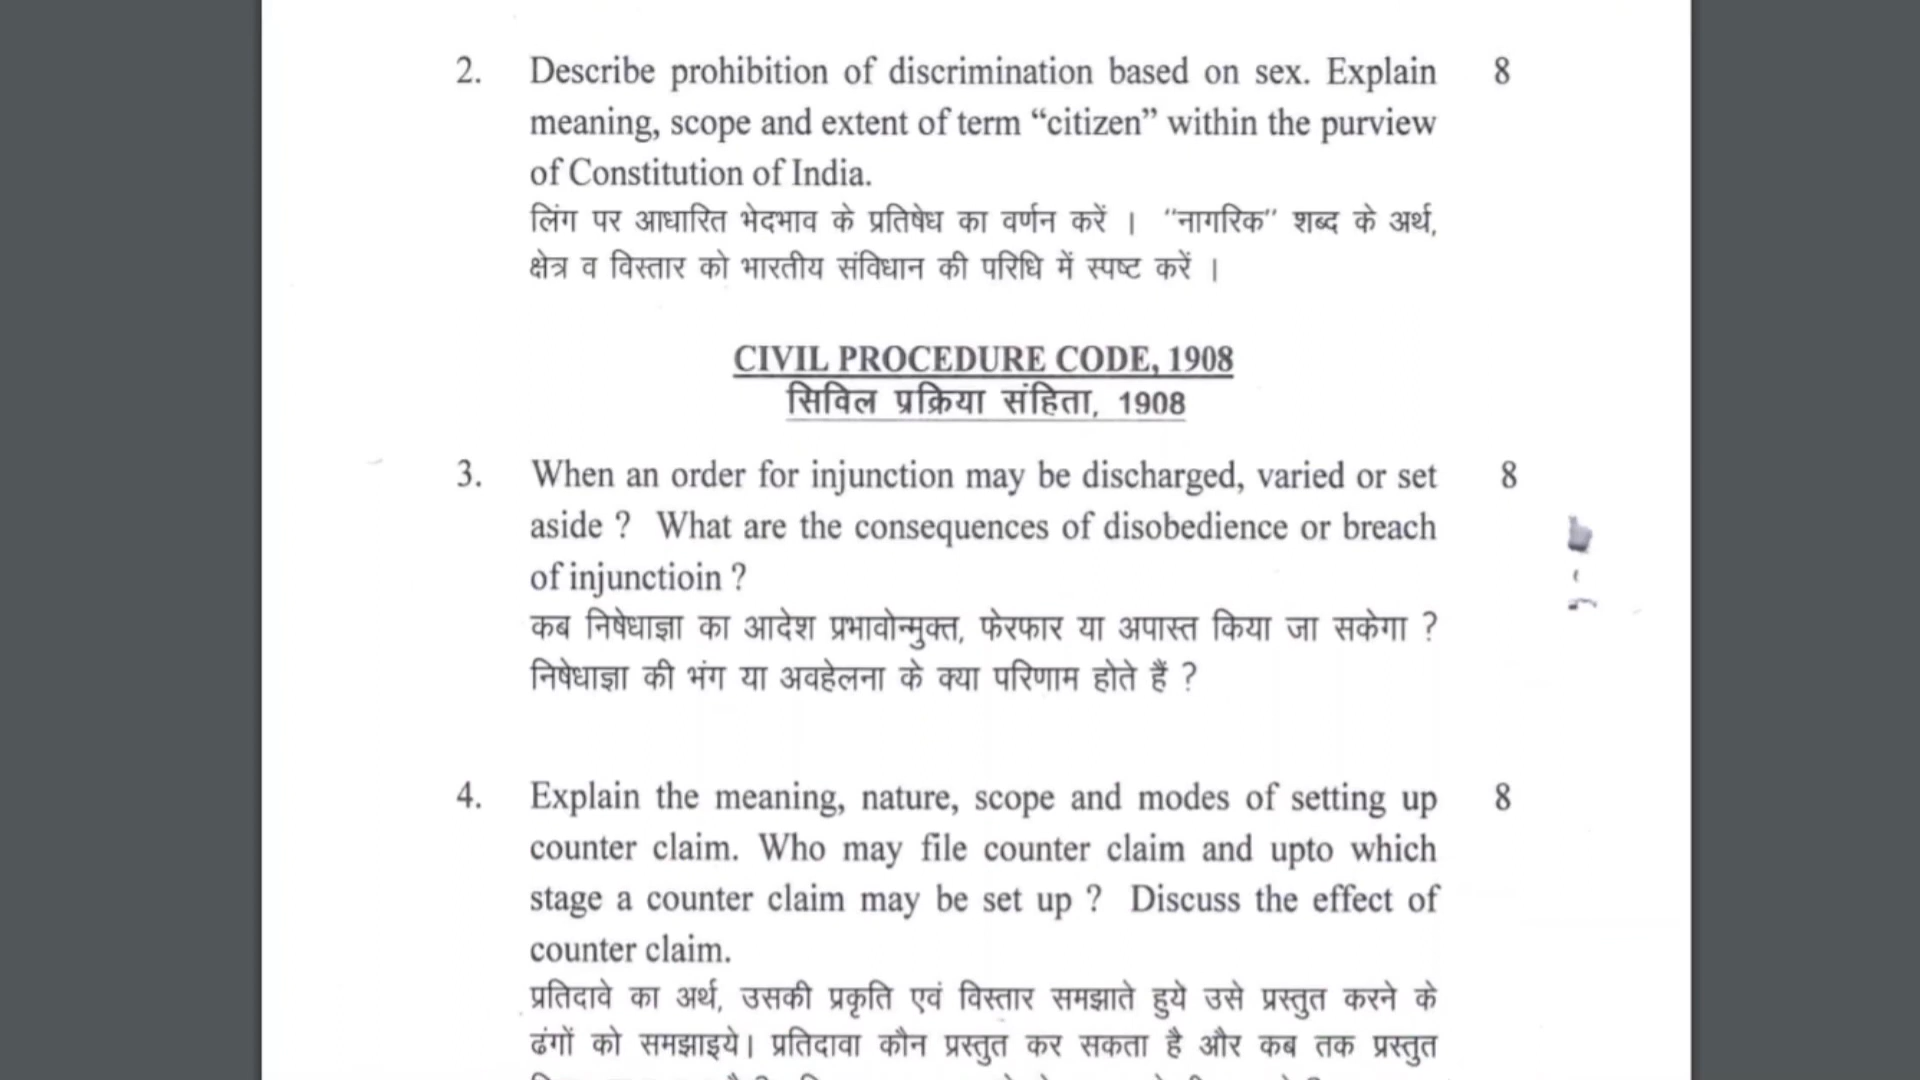 2. Describe prohibition of discrimination based on sex. Explain 8
meaning, scope and extent of term “citizen” within the purview
of Constitution of India.
लिंग पर आधारित भेदभाव के प्रतिषेध का वर्णन करें । “नागरिक” शब्द के अर्थ,
क्षेत्र व विस्तार को भारतीय संविधान की परिधि में स्पष्ट करें ।
CIVIL PROCEDURE CODE, 1908
सिविल प्रक्रिया संहिता, 1908
3. When an order for injunction may be discharged, varied or set 8
aside ? What are the consequences of disobedience or breach
of injunctioin ?
कब निषेधाज्ञा का आदेश प्रभावोन्मुक्त, फेरफार या अपास्त किया जा सकेगा ?
निषेधाज्ञा की भंग या अवहेलना के क्या परिणाम होते हैं ?
4. Explain the meaning, nature, scope and modes of setting up 8
counter claim. Who may file counter claim and upto which
stage a counter claim may be set up ? Discuss the effect of
counter claim.
प्रतिदावे का अर्थ, उसकी प्रकृति एवं विस्तार समझाते हुये उसे प्रस्तुत करने के
ढंगों को समझाइये। प्रतिदावा कौन प्रस्तुत कर सकता है और कब तक प्रस्तुत